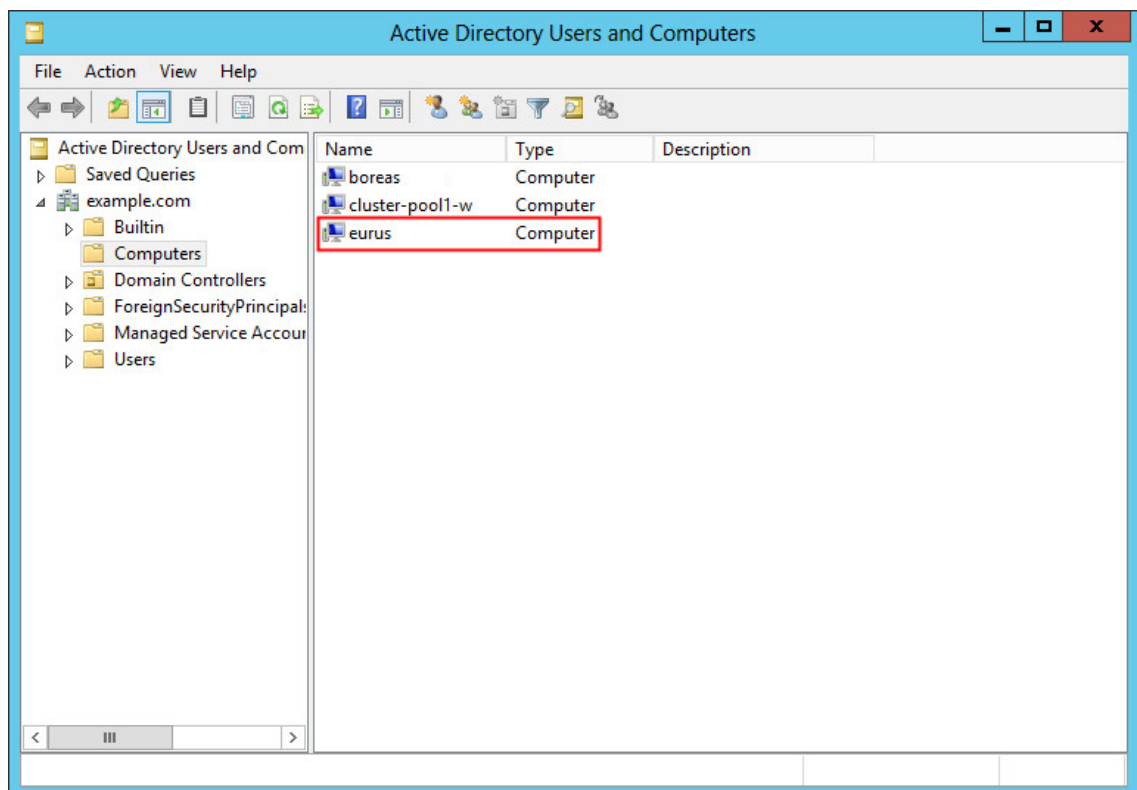 Active Directory Users and Computers
x
File Action View Help
Active Directory Users and Com
Saved Queries
example.com
Builtin
Computers
Domain Controllers
ForeignSecurityPrincipals
Managed Service Accour
Users
Name Type Description
boreas Computer
cluster-pool1-w Computer
eurus Computer